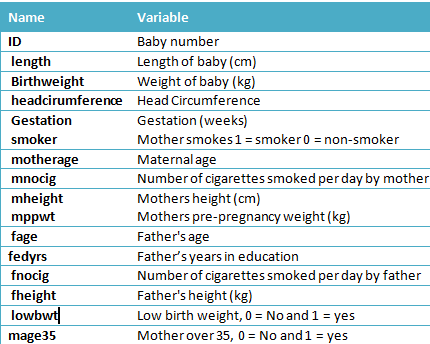 Name Variable
ID Baby number
length Length of baby (cm)
Birthweight Weight of baby (kg)
headcirumference Head Circumference
Gestation Gestation (weeks)
smoker Mother smokes 1 = smoker 0 = non-smoker
motherage Maternal age
mnocig Number of cigarettes smoked per day by mother
mheight Mothers height (cm)
mppwt Mothers pre-pregnancy weight (kg)
fage Father's age
fedyrs Father's years in education
fnocig Number of cigarettes smoked per day by father
fheight Father's height (kg)
lowbwt Low birth weight, 0 = No and 1 = yes
mage35 Mother over 35, 0 = No and 1 = yes